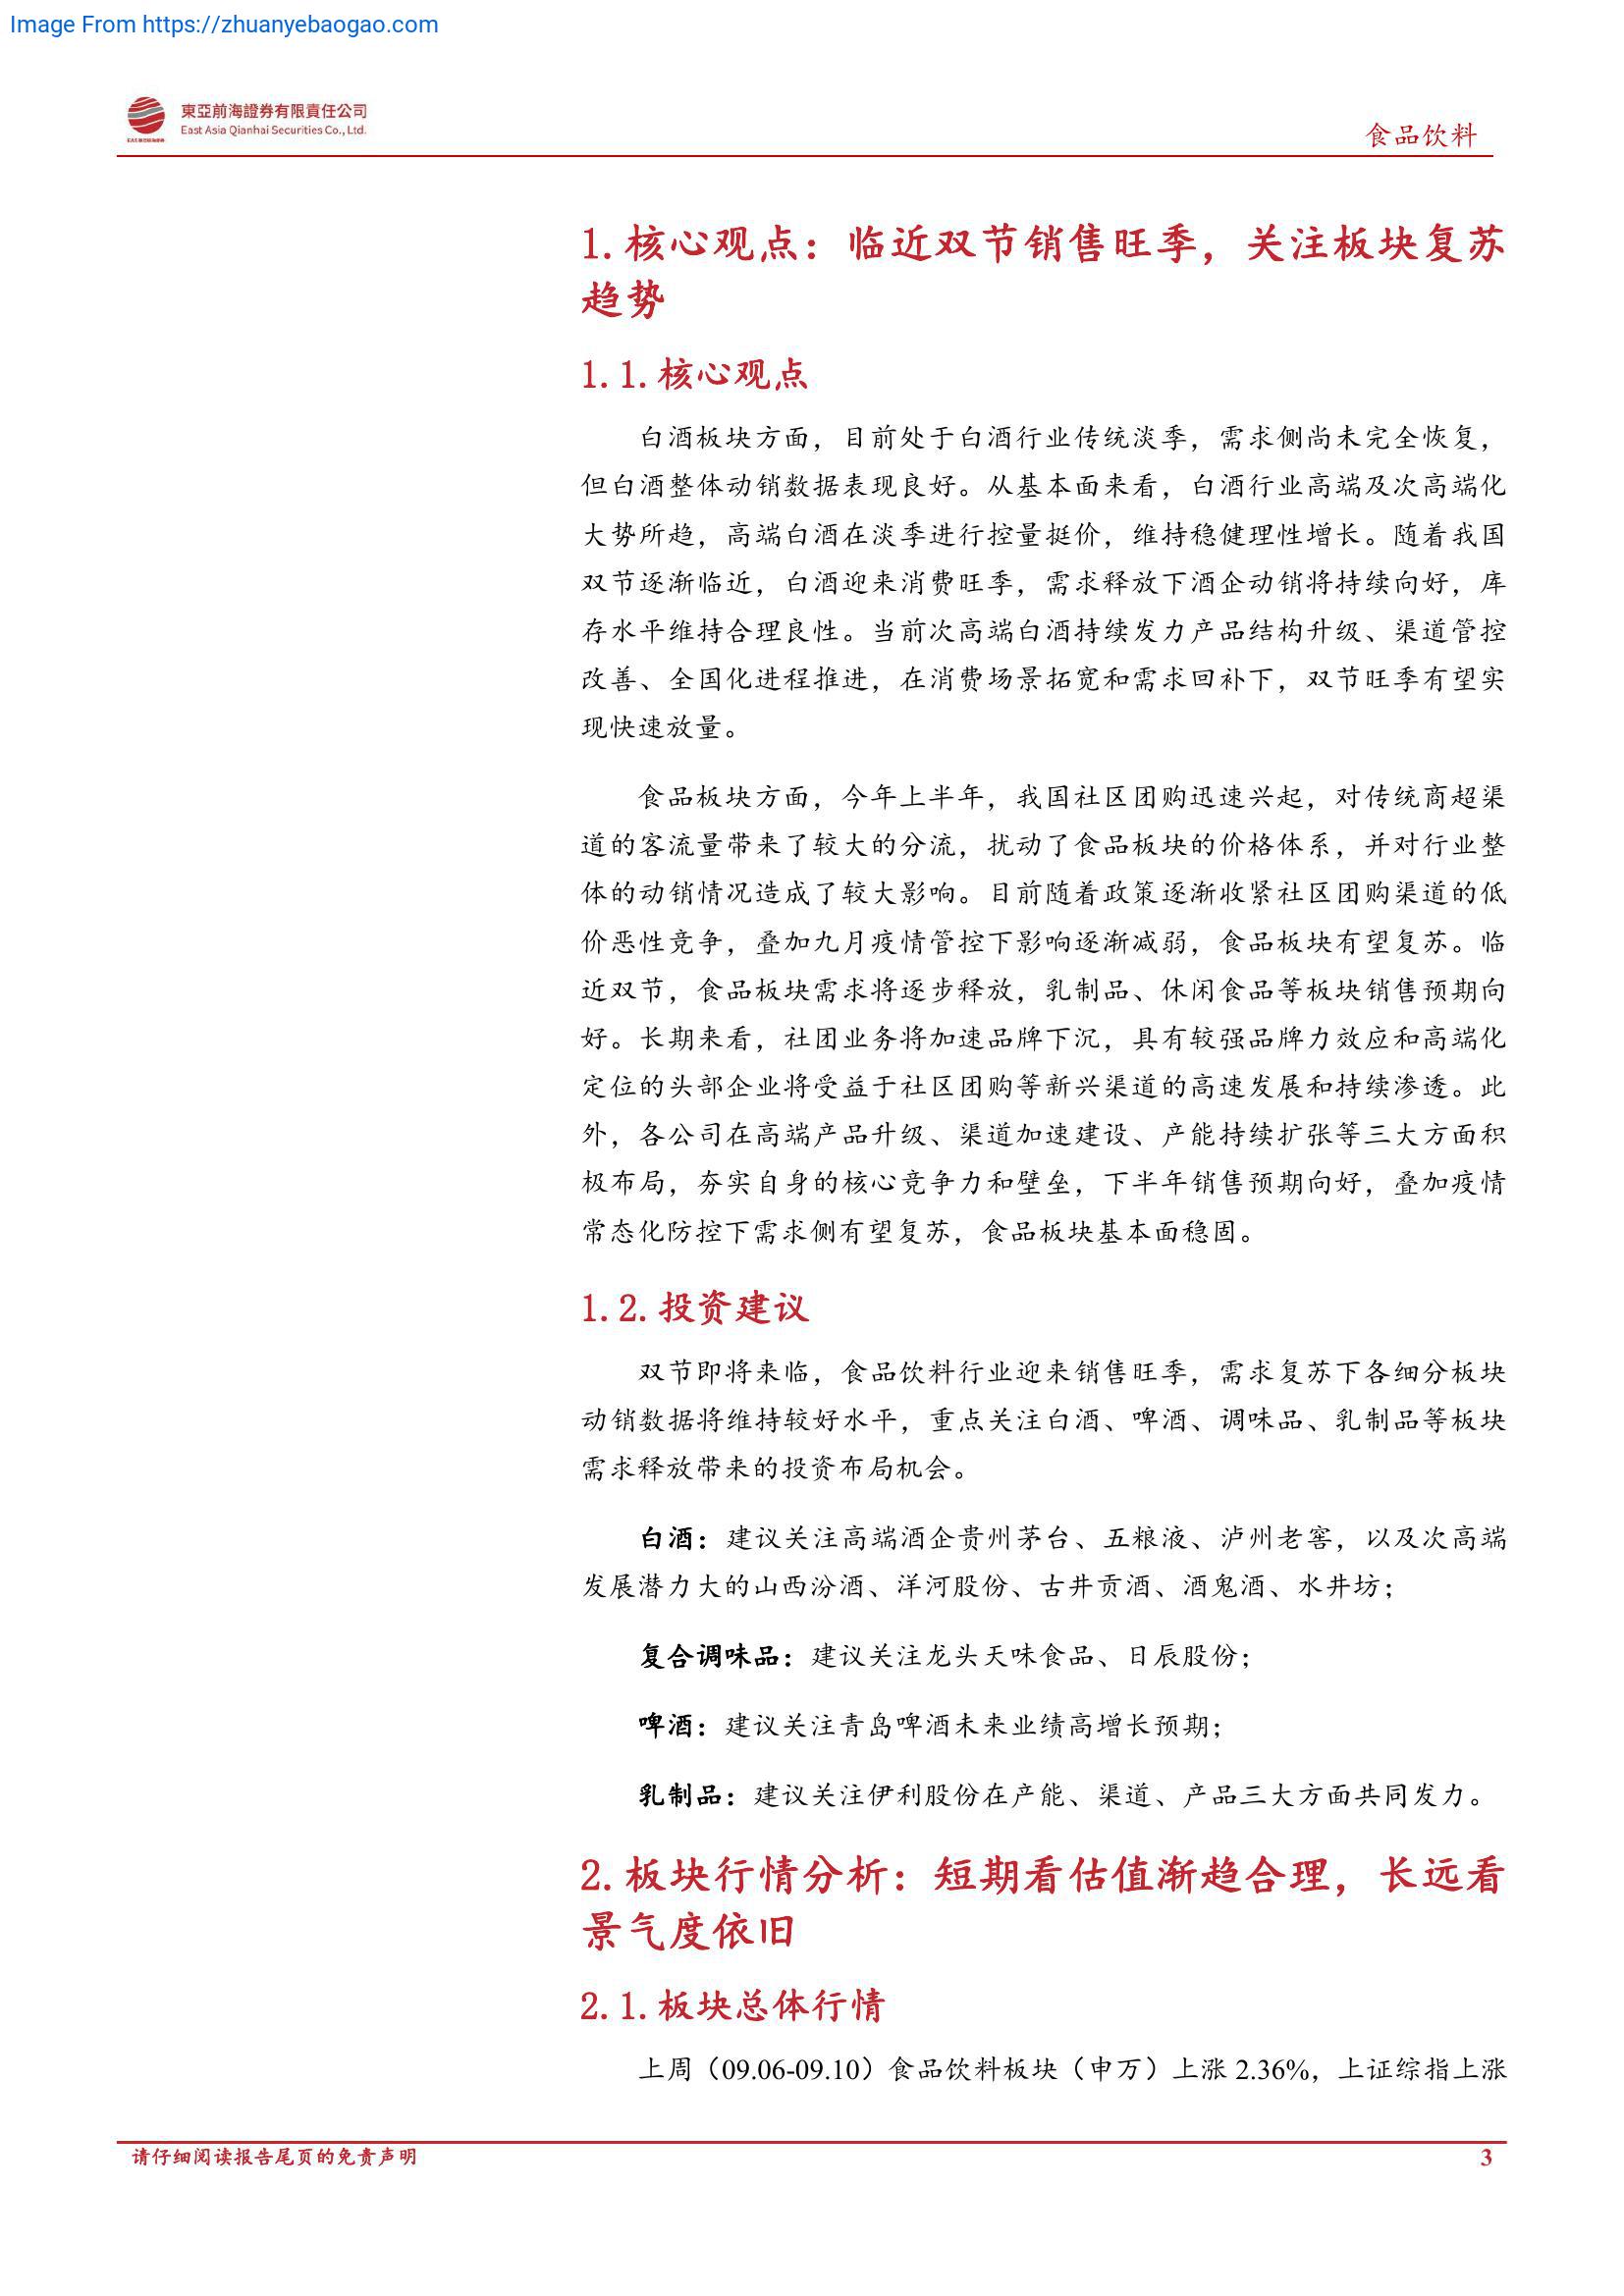 Image From https://zhuanyebaogao.com
東亞前海證券有限責任公司
East Asia Qianhai Securities Co., Ltd.
食品饮料
1.核心观点：临近双节销售旺季，关注板块复苏
趋势
1.1.核心观点
白酒板块方面，目前处于白酒行业传统淡季，需求侧尚未完全恢复，
但白酒整体动销数据表现良好。从基本面来看，白酒行业高端及次高端化
大势所趋，高端白酒在淡季进行控量挺价，维持稳健理性增长。随着我国
双节逐渐临近，白酒迎来消费旺季，需求释放下酒企动销将持续向好，库
存水平维持合理良性。当前次高端白酒持续发力产品结构升级、渠道管控
改善、全国化进程推进，在消费场景拓宽和需求回补下，双节旺季有望实
现快速放量。
食品板块方面，今年上半年，我国社区团购迅速兴起，对传统商超渠
道的客流量带来了较大的分流，扰动了食品板块的价格体系，并对行业整
体的动销情况造成了较大影响。目前随着政策逐渐收紧社区团购渠道的低
价恶性竞争，叠加九月疫情管控下影响逐渐减弱，食品板块有望复苏。临
近双节，食品板块需求将逐步释放，乳制品、休闲食品等板块销售预期向
好。长期来看，社团业务将加速品牌下沉，具有较强品牌力效应和高端化
定位的头部企业将受益于社区团购等新兴渠道的高速发展和持续渗透。此
外，各公司在高端产品升级、渠道加速建设、产能持续扩张等三大方面积
极布局，夯实自身的核心竞争力和壁垒，下半年销售预期向好，叠加疫情
常态化防控下需求侧有望复苏，食品板块基本面稳固。
1.2.投资建议
双节即将来临，食品饮料行业迎来销售旺季，需求复苏下各细分板块
动销数据将维持较好水平，重点关注白酒、啤酒、调味品、乳制品等板块
需求释放带来的投资布局机会。
白酒：建议关注高端酒企贵州茅台、五粮液、泸州老窖，以及次高端
发展潜力大的山西汾酒、洋河股份、古井贡酒、酒鬼酒、水井坊；
复合调味品：建议关注龙头天味食品、日辰股份；
啤酒：建议关注青岛啤酒未来业绩高增长预期；
乳制品：建议关注伊利股份在产能、渠道、产品三大方面共同发力。
2.板块行情分析：短期看估值渐趋合理，长远看
景气度依旧
2.1.板块总体行情
上周（09.06-09.10）食品饮料板块（申万）上涨 2.36%，上证综指上涨
请仔细阅读报告尾页的免责声明
3